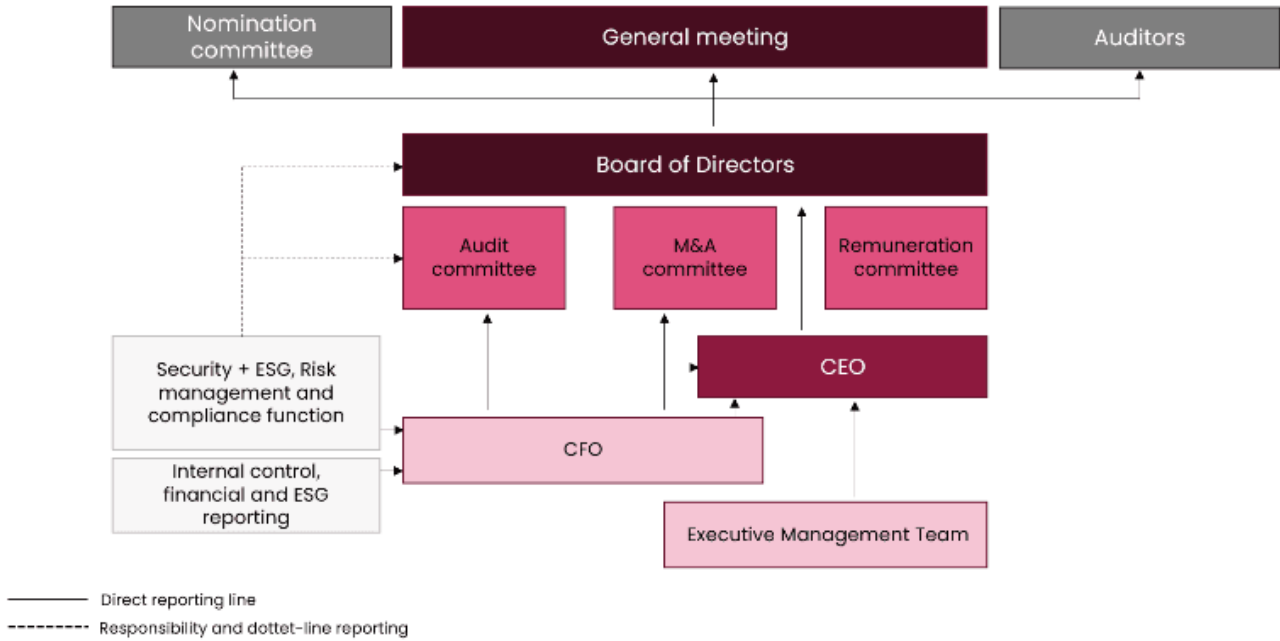 Nomination
committee
General meeting
Auditors
Board of Directors
Audit
committee
M&A
committee
Remuneration
committee
Security + ESG, Risk
management and
compliance function
CEO
CFO
Internal control,
financial and ESG
reporting
Executive Management Team
Direct reporting line
Responsibility and dottet-line reporting